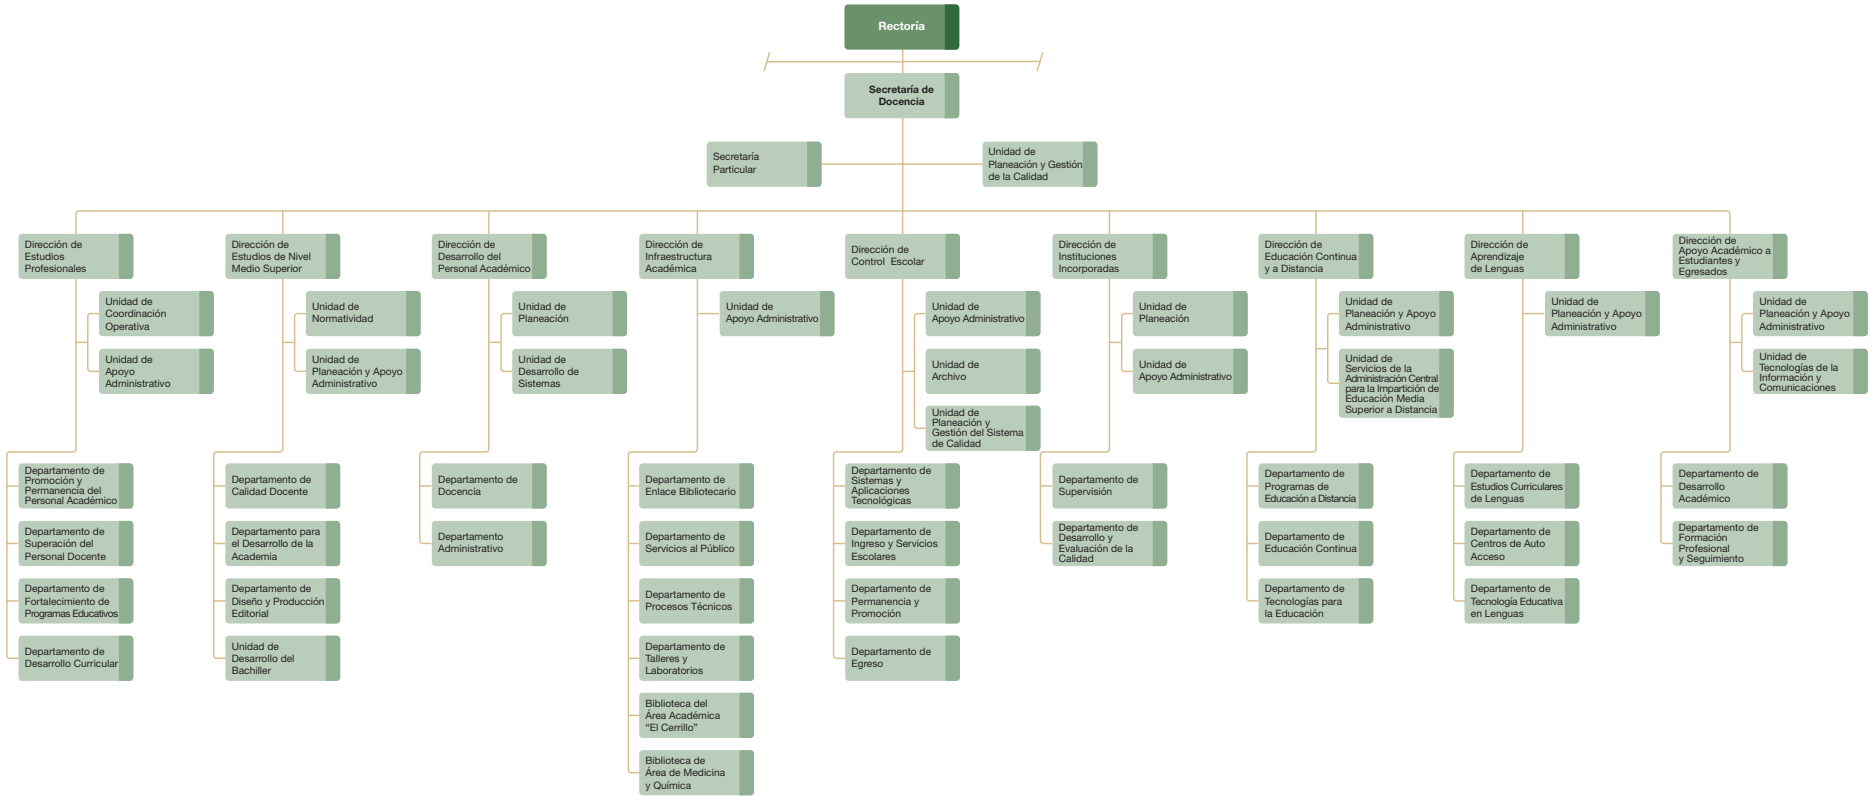 Rectoría
Secretaría de
Docencia
Secretaría
Particular
Unidad de
Planeación y Gestión
de la Calidad
Dirección de
Estudios
Profesionales
Unidad de
Coordinación
Operativa
Unidad de
Apoyo
Administrativo
Departamento de
Promoción y
Permanencia del
Personal Académico
Departamento de
Superación del
Personal Docente
Departamento de
Fortalecimiento de
Programas Educativos
Departamento de
Desarrollo Curricular
Dirección de
Estudios de Nivel
Medio Superior
Unidad de
Normatividad
Unidad de
Planeación y Apoyo
Administrativo
Departamento de
Calidad Docente
Departamento para
el Desarrollo de la
Academia
Departamento de
Diseño y Producción
Editorial
Unidad de
Desarrollo del
Bachiller
Dirección de
Desarrollo del
Personal Académico
Unidad de
Planeación
Unidad de
Desarrollo de
Sistemas
Departamento de
Docencia
Departamento
Administrativo
Dirección de
Infraestructura
Académica
Unidad de
Apoyo Administrativo
Departamento de
Enlace Bibliotecario
Departamento de
Servicios al Público
Departamento de
Procesos Técnicos
Departamento de
Talleres y
Laboratorios
Biblioteca del
Área Académica
“El Cerrillo”
Biblioteca de
Área de Medicina
y Química
Dirección de
Control Escolar
Unidad de
Apoyo Administrativo
Unidad de
Archivo
Unidad de
Planeación y
Gestión del Sistema
de Calidad
Departamento de
Sistemas y
Aplicaciones
Tecnológicas
Departamento de
Ingreso y Servicios
Escolares
Departamento de
Permanencia y
Promoción
Departamento de
Egreso
Dirección de
Instituciones
Incorporadas
Unidad de
Planeación
Unidad de
Apoyo Administrativo
Departamento de
Supervisión
Departamento de
Desarrollo y
Evaluación de la
Calidad
Dirección de
Educación Continua
y a Distancia
Unidad de
Planeación y Apoyo
Administrativo
Unidad de
Servicios de la
Administración Central
para la Impartición de
Educación Media
Superior a Distancia
Departamento de
Programas de
Educación a Distancia
Departamento de
Educación Continua
Departamento de
Tecnologías para
la Educación
Dirección de
Aprendizaje
de Lenguas
Unidad de
Planeación y Apoyo
Administrativo
Departamento de
Estudios Curriculares
de Lenguas
Departamento de
Centros de Auto
Acceso
Departamento de
Tecnología Educativa
en Lenguas
Dirección de
Apoyo Académico a
Estudiantes y
Egresados
Unidad de
Planeación y Apoyo
Administrativo
Unidad de
Tecnologías de la
Información y
Comunicaciones
Departamento de
Desarrollo
Académico
Departamento de
Formación
Profesional
y Seguimiento